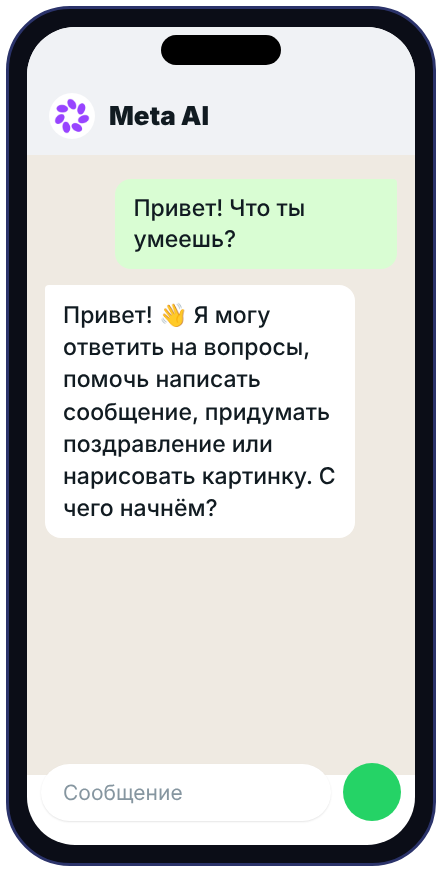 Meta AI
Привет! Что ты
умеешь?
Привет! 👋 Я могу
ответить на вопросы,
помочь написать
сообщение, придумать
поздравление или
нарисовать картинку. С
чего начнём?
Сообщение